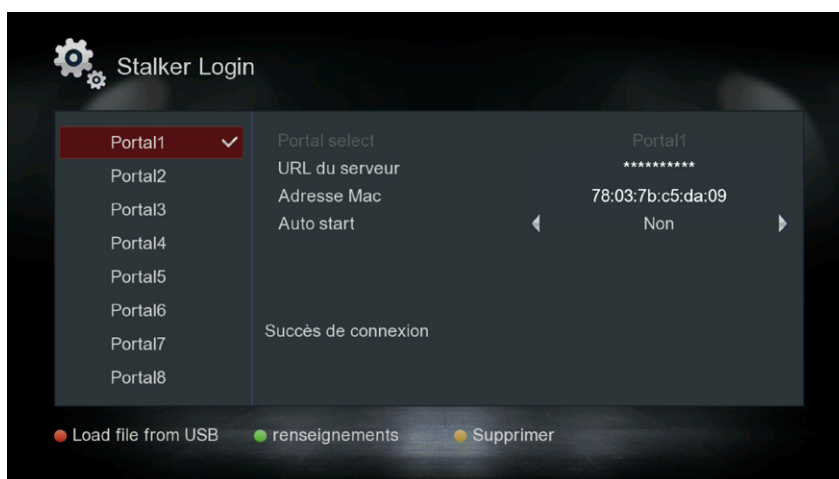 Stalker Login
Portal1
Portal2
Portal3
Portal4
Portal5
Portal6
Portal7
Portal8
Portal select Portal1
URL du serveur **********
Adresse Mac 78:03:7b:c5:da:09
Auto start Non
Succès de connexion
Load file from USB renseignements Supprimer